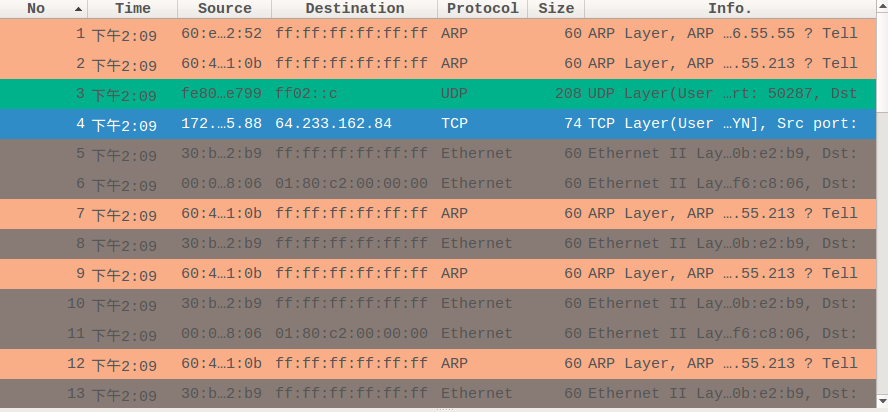 No Time Source Destination Protocol Size Info.
1 下午2:09 60:e…2:52 ff:ff:ff:ff:ff:ff ARP 60 ARP Layer, ARP …6.55.55 ? Tell
2 下午2:09 60:4…1:0b ff:ff:ff:ff:ff:ff ARP 60 ARP Layer, ARP ….55.213 ? Tell
3 下午2:09 fe80…e799 ff02::c UDP 208 UDP Layer(User …rt: 50287, Dst
4 下午2:09 172.…5.88 64.233.162.84 TCP 74 TCP Layer(User …YN], Src port:
5 下午2:09 30:b…2:b9 ff:ff:ff:ff:ff:ff Ethernet 60 Ethernet II Lay…0b:e2:b9, Dst:
6 下午2:09 00:0…8:06 01:80:c2:00:00:00 Ethernet 60 Ethernet II Lay…f6:c8:06, Dst:
7 下午2:09 60:4…1:0b ff:ff:ff:ff:ff:ff ARP 60 ARP Layer, ARP ….55.213 ? Tell
8 下午2:09 30:b…2:b9 ff:ff:ff:ff:ff:ff Ethernet 60 Ethernet II Lay…0b:e2:b9, Dst:
9 下午2:09 60:4…1:0b ff:ff:ff:ff:ff:ff ARP 60 ARP Layer, ARP ….55.213 ? Tell
10 下午2:09 30:b…2:b9 ff:ff:ff:ff:ff:ff Ethernet 60 Ethernet II Lay…0b:e2:b9, Dst:
11 下午2:09 00:0…8:06 01:80:c2:00:00:00 Ethernet 60 Ethernet II Lay…f6:c8:06, Dst:
12 下午2:09 60:4…1:0b ff:ff:ff:ff:ff:ff ARP 60 ARP Layer, ARP ….55.213 ? Tell
13 下午2:09 30:b…2:b9 ff:ff:ff:ff:ff:ff Ethernet 60 Ethernet II Lay…0b:e2:b9, Dst: